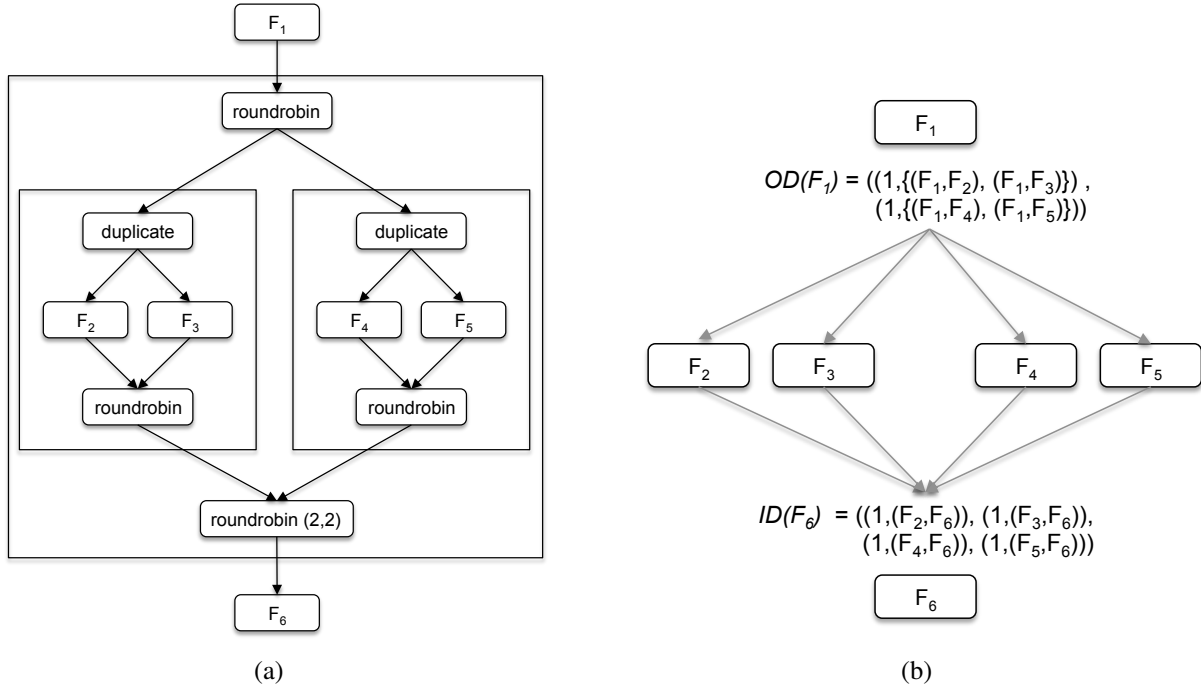 F₁
roundrobin
duplicate
duplicate
F₂
F₃
F₄
F₅
roundrobin
roundrobin
roundrobin (2,2)
F₆
(a)
F₁
OD(F₁) = ((1,{(F₁,F₂), (F₁,F₃)}) ,
(1,{(F₁,F₄), (F₁,F₅)}))
F₂
F₃
F₄
F₅
ID(F₆) = ((1,(F₂,F₆)), (1,(F₃,F₆)),
(1,(F₄,F₆)), (1,(F₅,F₆)))
F₆
(b)